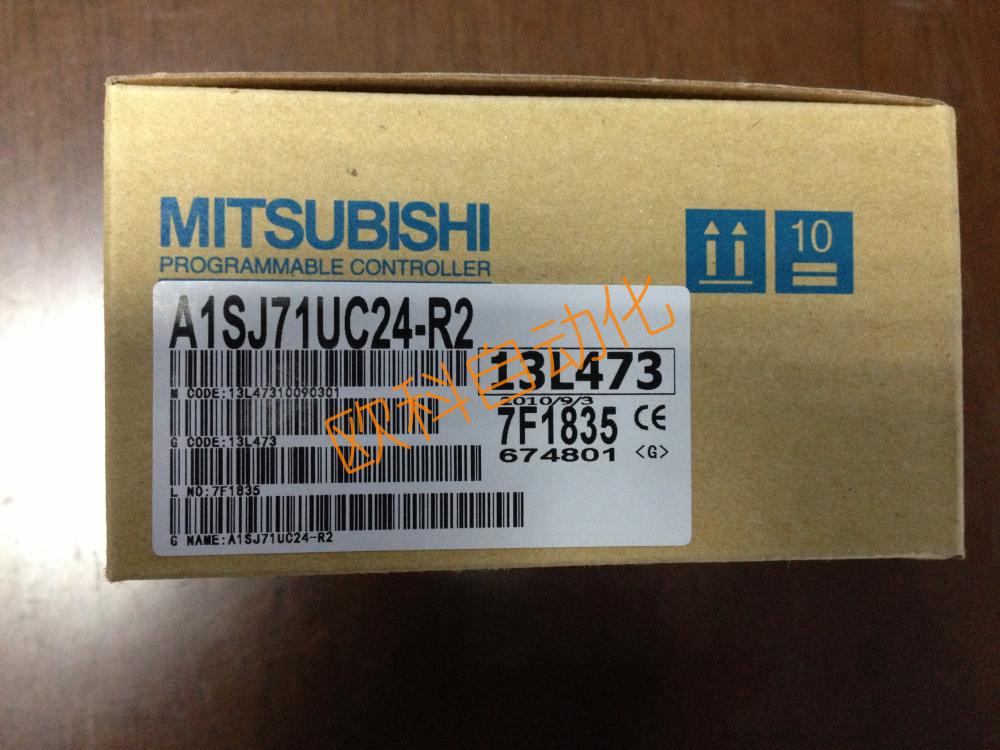 MITSUBISHI
PROGRAMMABLE CONTROLLER
10
A1SJ71UC24-R2
13L473
M CODE:13L47310090301
2010/9/3
7F1835 CE
G CODE:13L473
674801 <G>
L NO:7F1835
G NAME:A1SJ71UC24-R2
欧科自动化